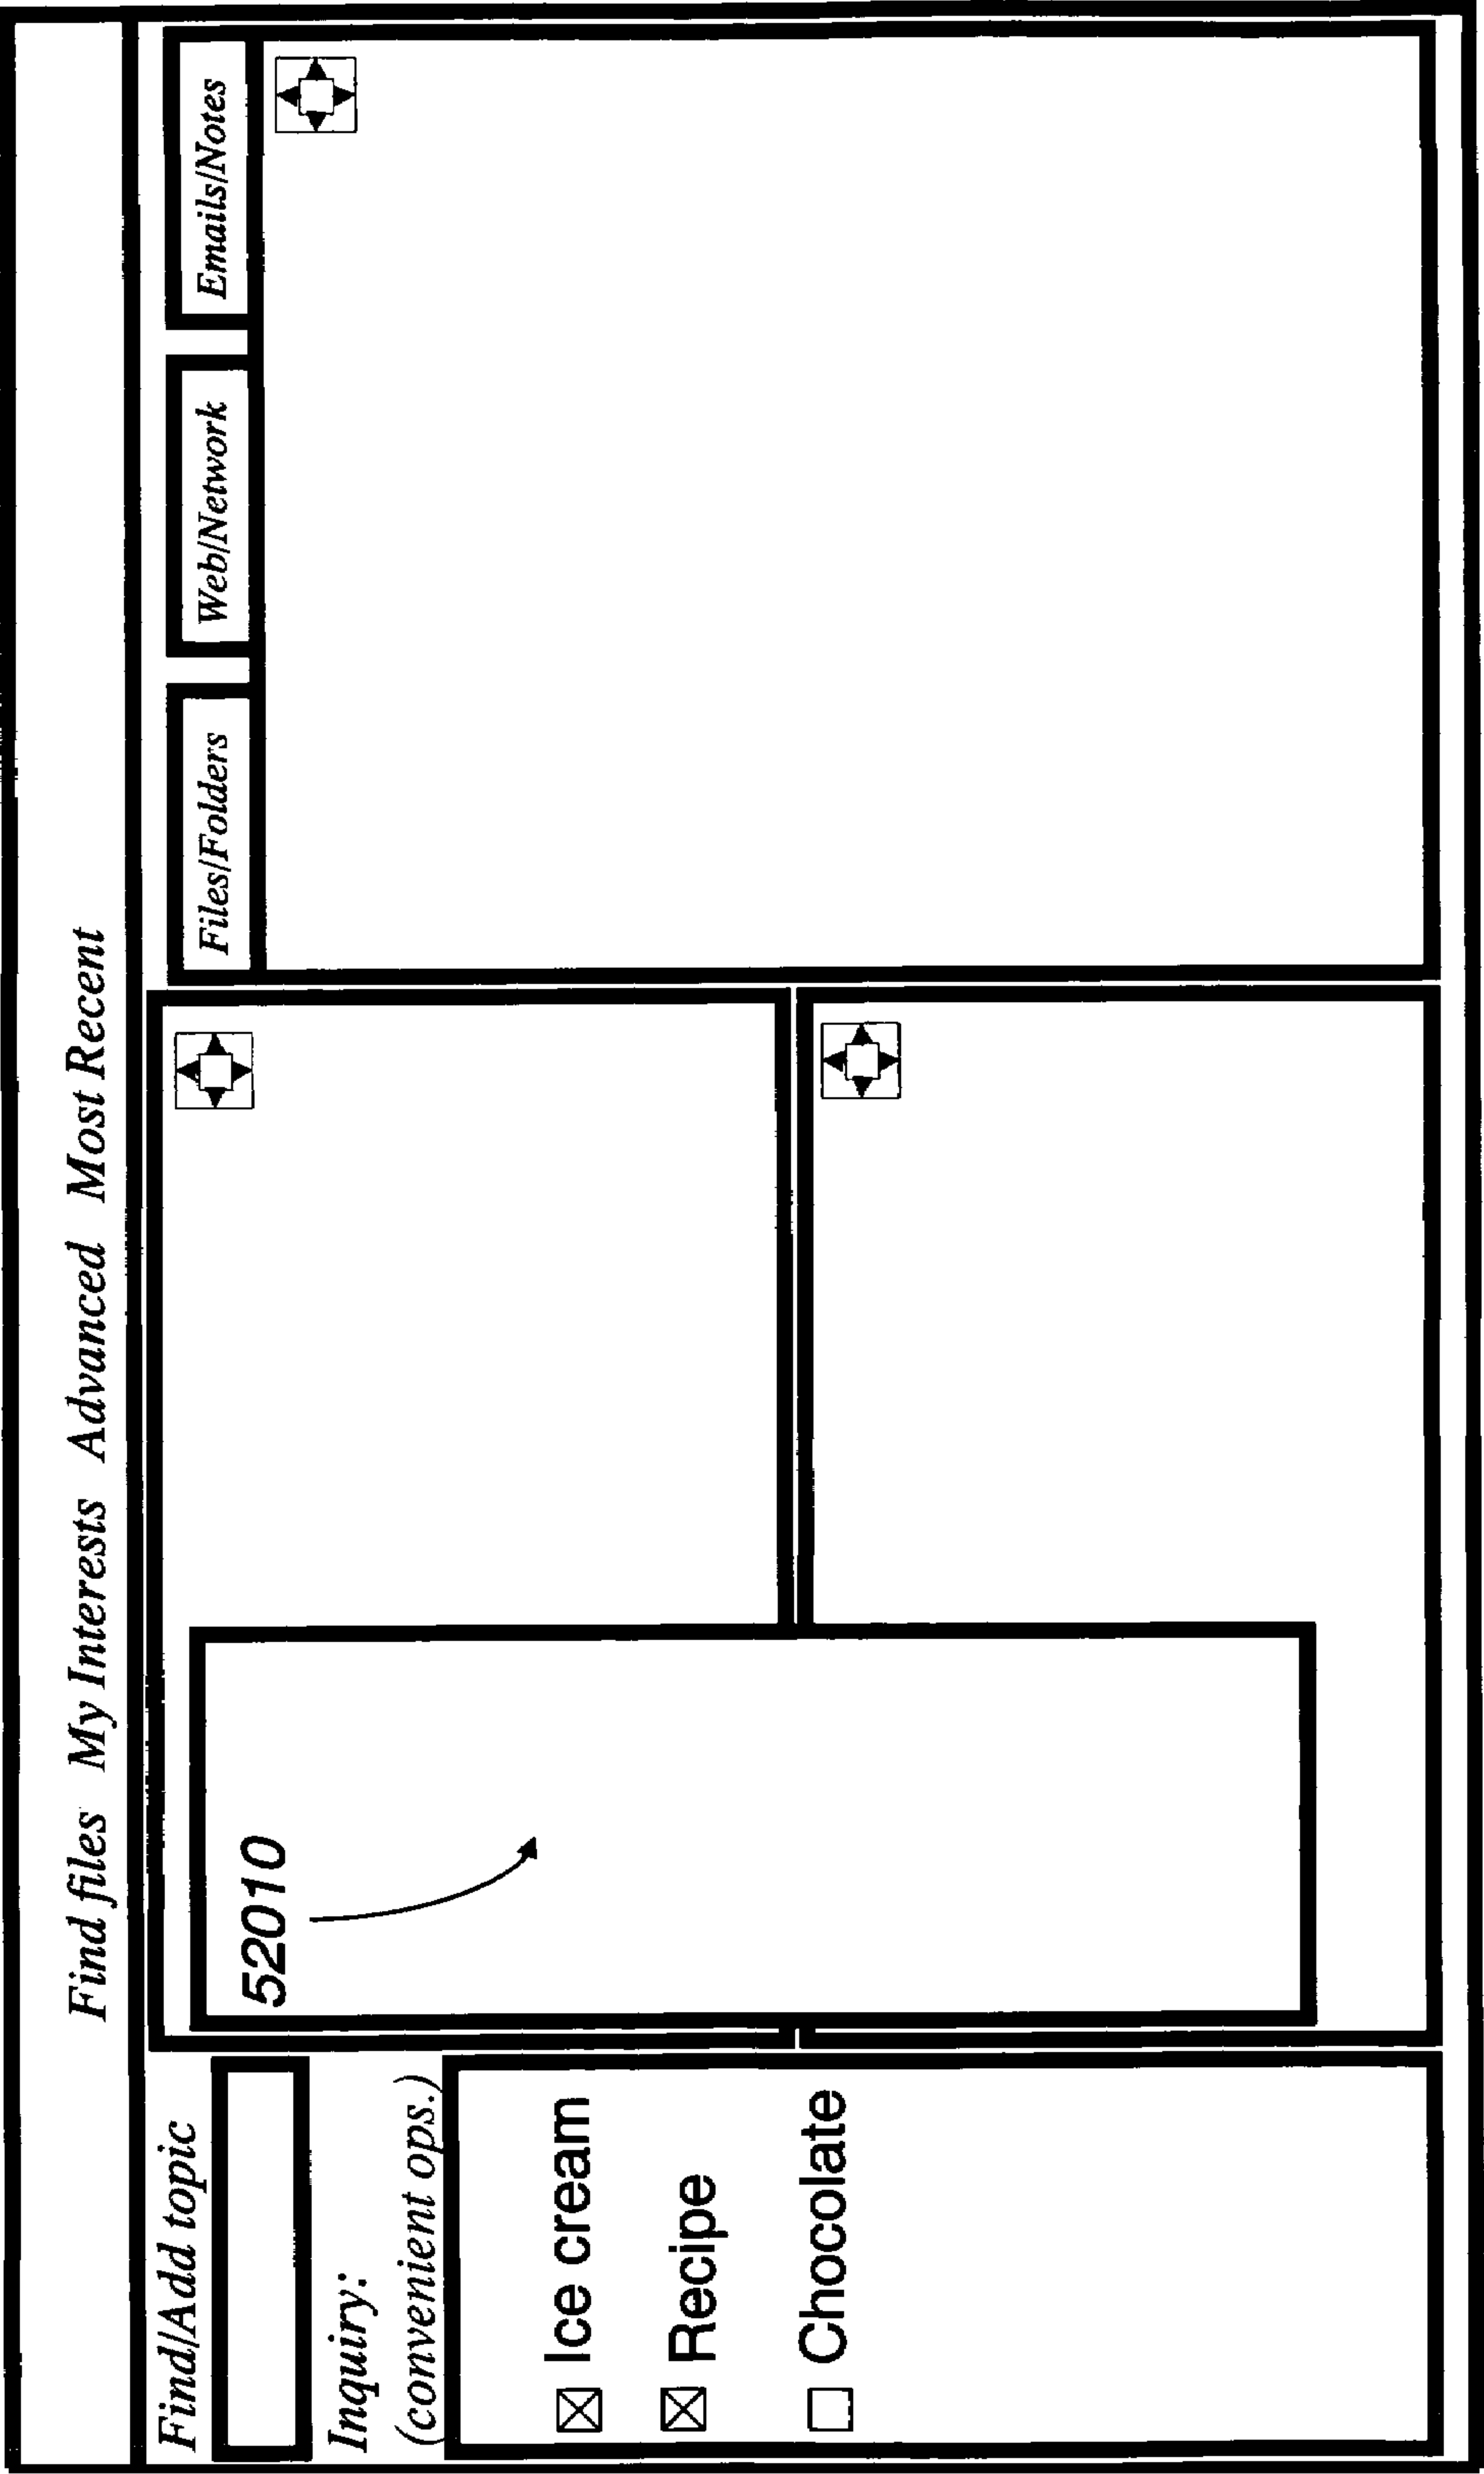 Find files My Interests Advanced Most Recent
Find/Add topic
Inquiry:
(convenient ops.)
Ice cream
Recipe
Chocolate
52010
Files/Folders
Web/Network
Emails/Notes